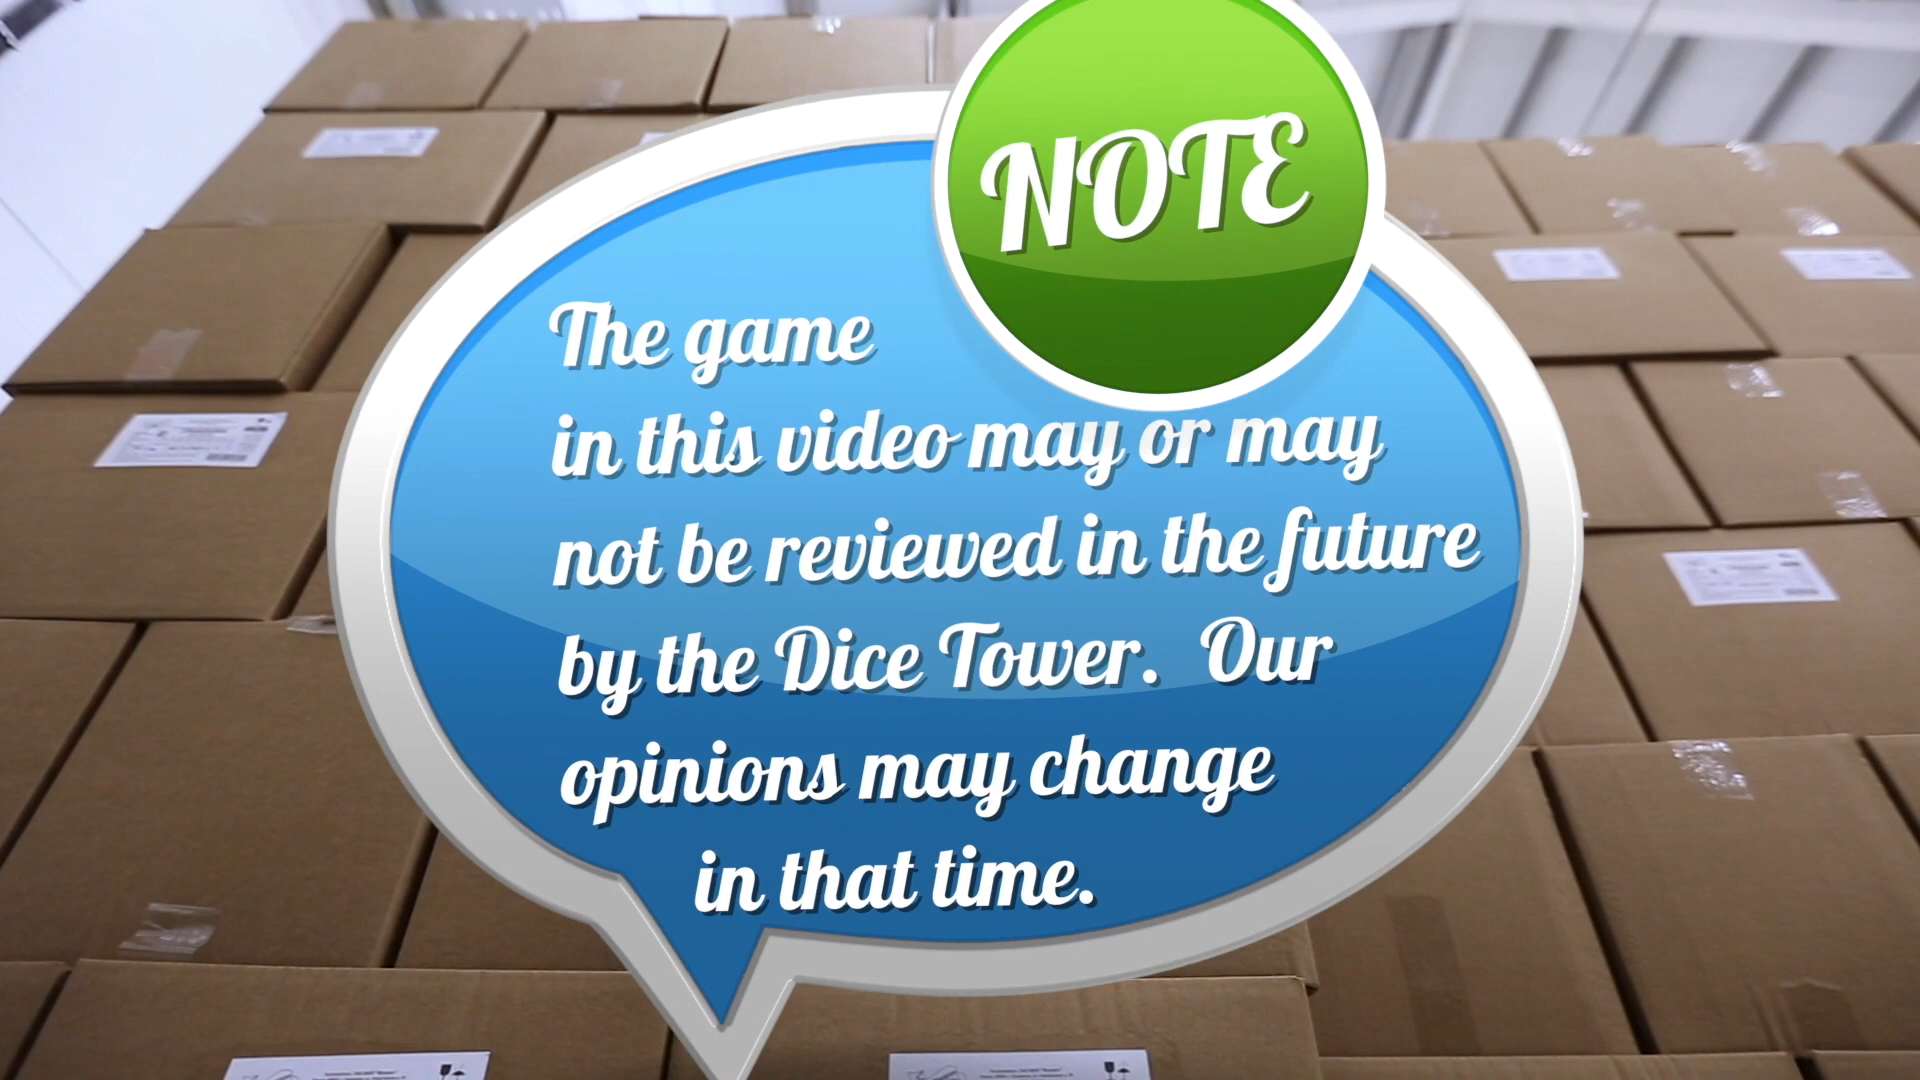 NOTE
The game
in this video may or may
not be reviewed in the future
by the Dice Tower.  Our
opinions may change
in that time.